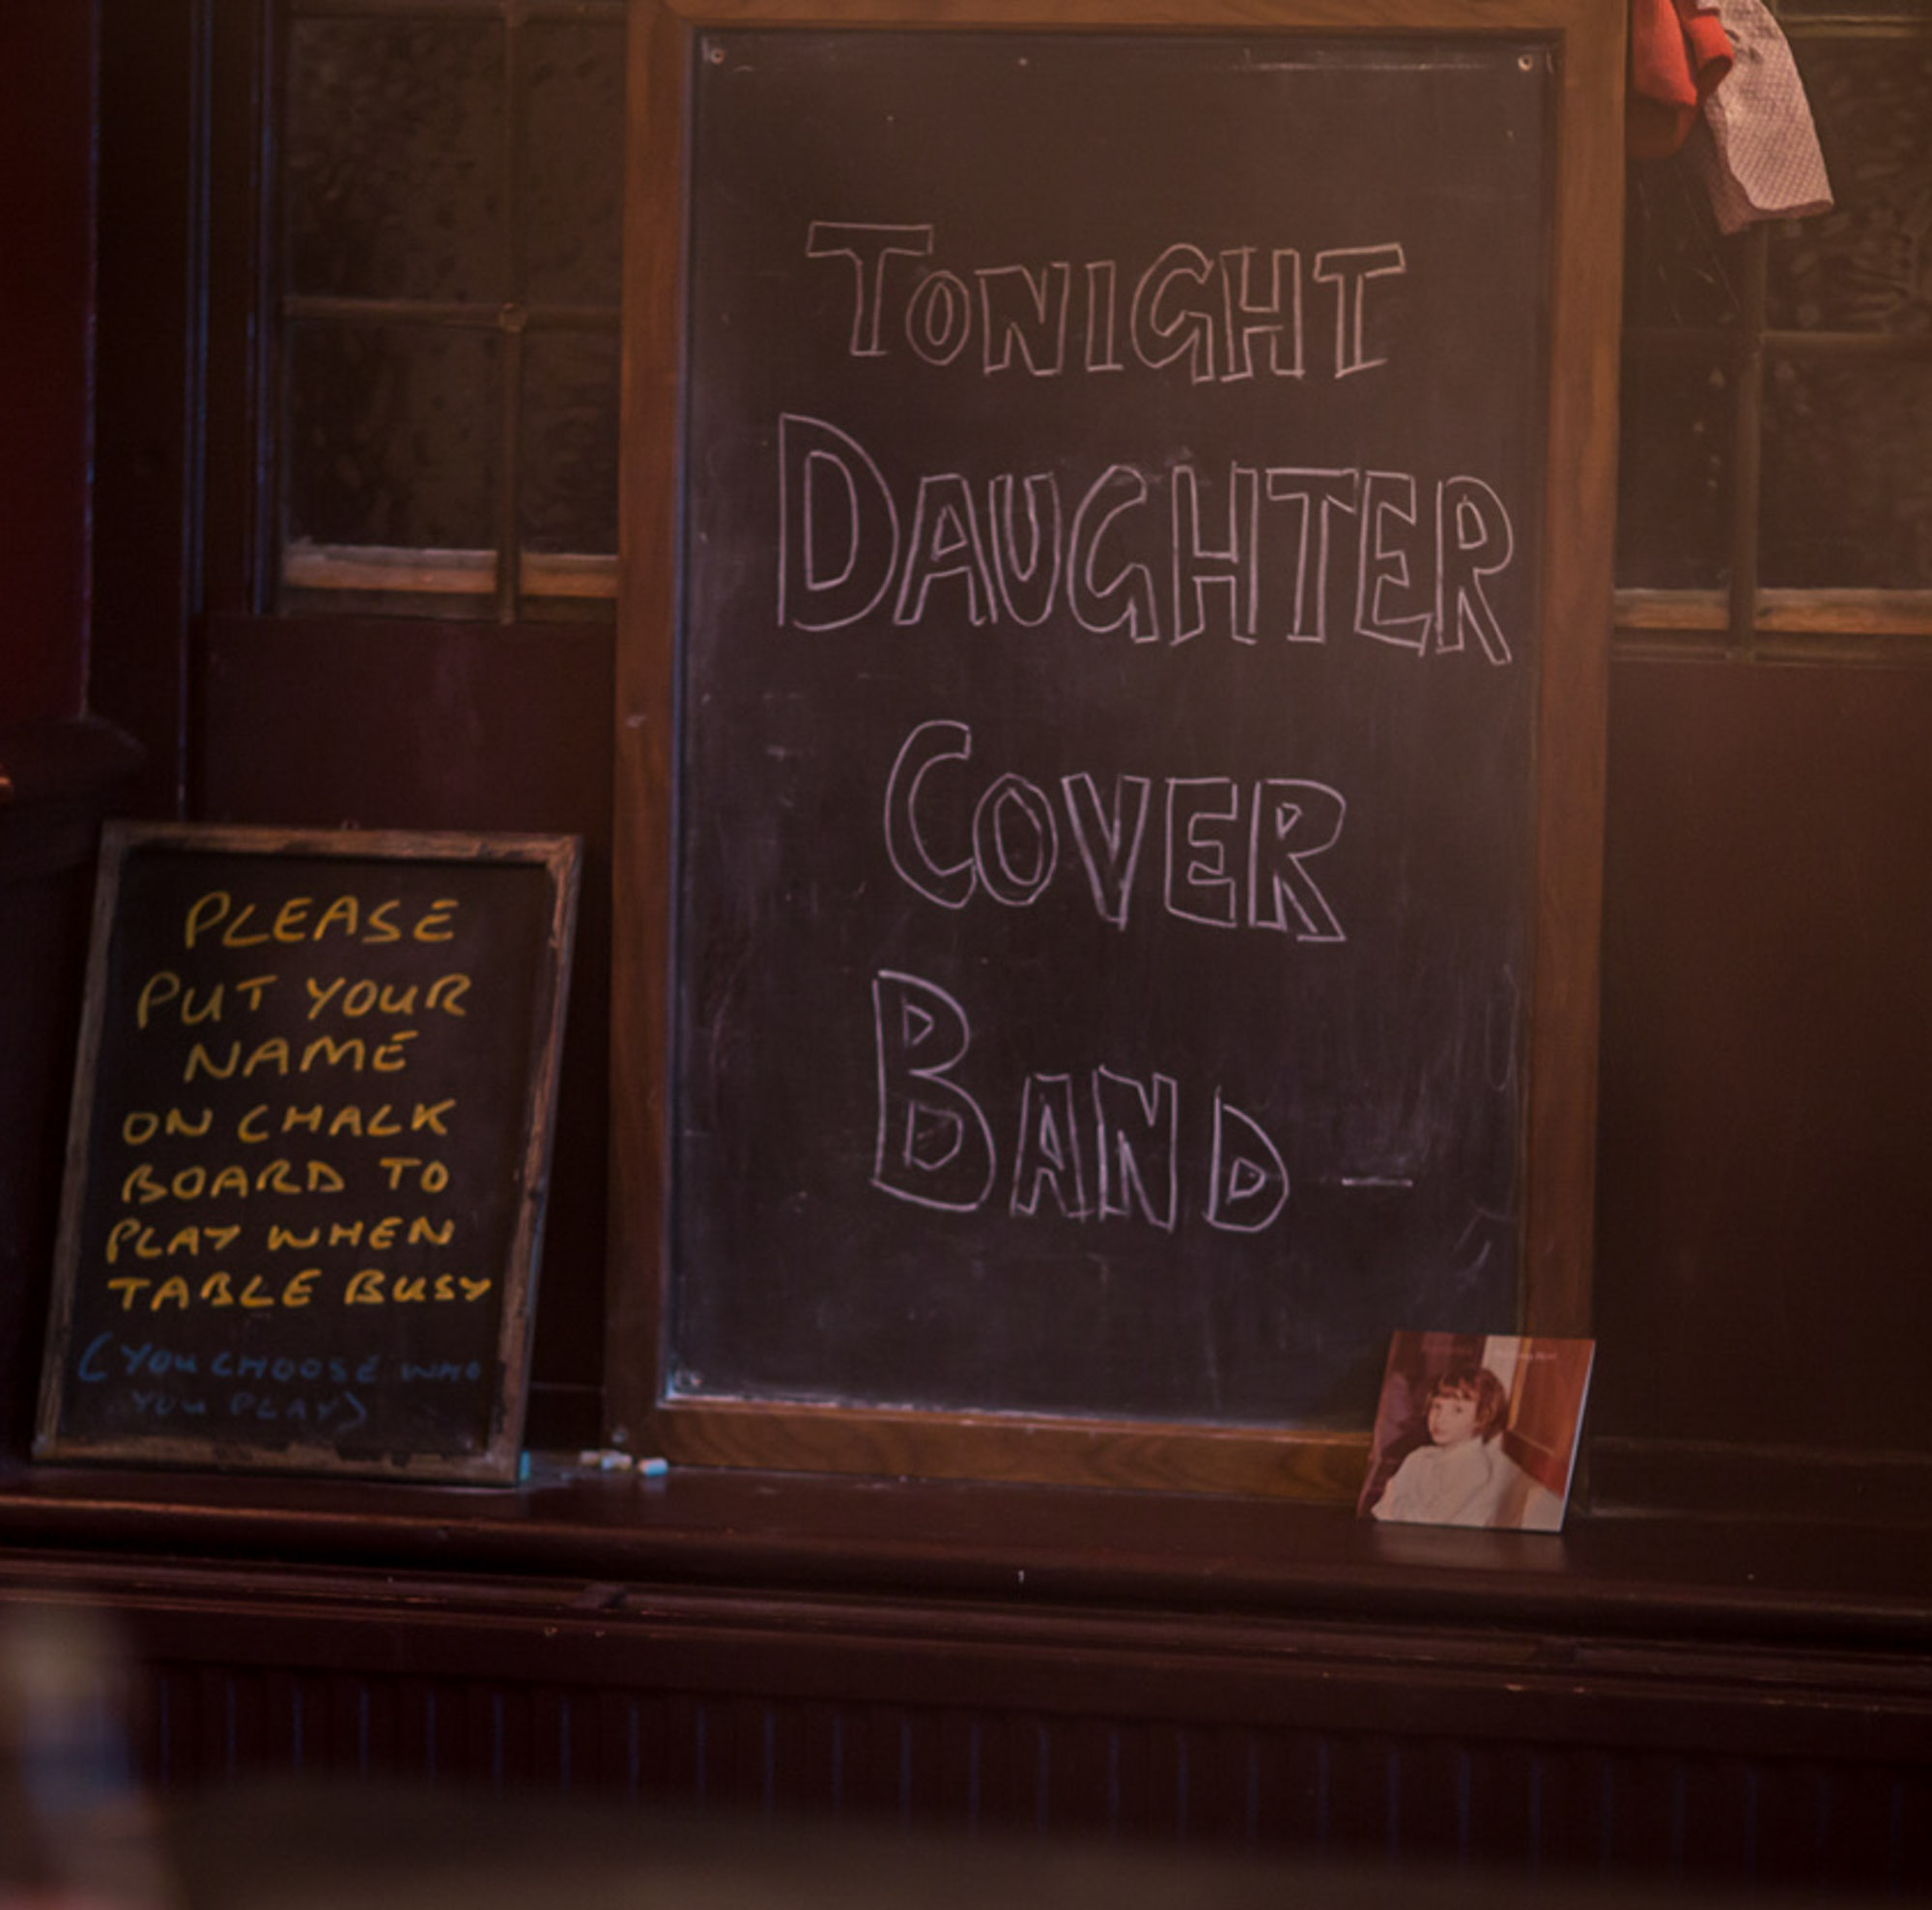 TONIGHT
DAUGHTER
COVER
BAND
PLEASE
PUT YOUR
NAME
ON CHALK
BOARD TO
PLAY WHEN
TABLE BUSY
(YOU CHOOSE WHO
YOU PLAY)